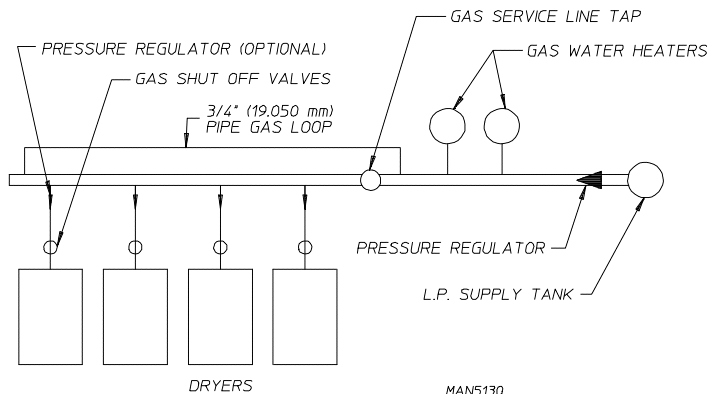 GAS SERVICE LINE TAP
PRESSURE REGULATOR (OPTIONAL)
GAS WATER HEATERS
GAS SHUT OFF VALVES
3/4" (19.050 mm)
PIPE GAS LOOP
PRESSURE REGULATOR
L.P. SUPPLY TANK
DRYERS
MAN5130